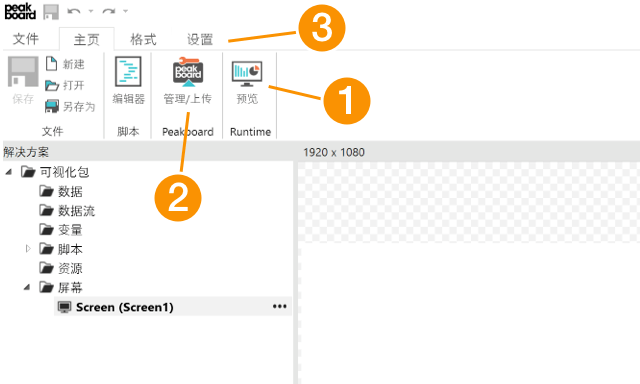 peak
board
文件 主页 格式 设置 3
新建
打开
另存为
保存
编辑器
peak
board
管理/上传
预览
1
文件 脚本 Peakboard Runtime
解决方案 1920 x 1080
可视化包
数据
2
数据流
变量
脚本
资源
屏幕
Screen (Screen1) •••